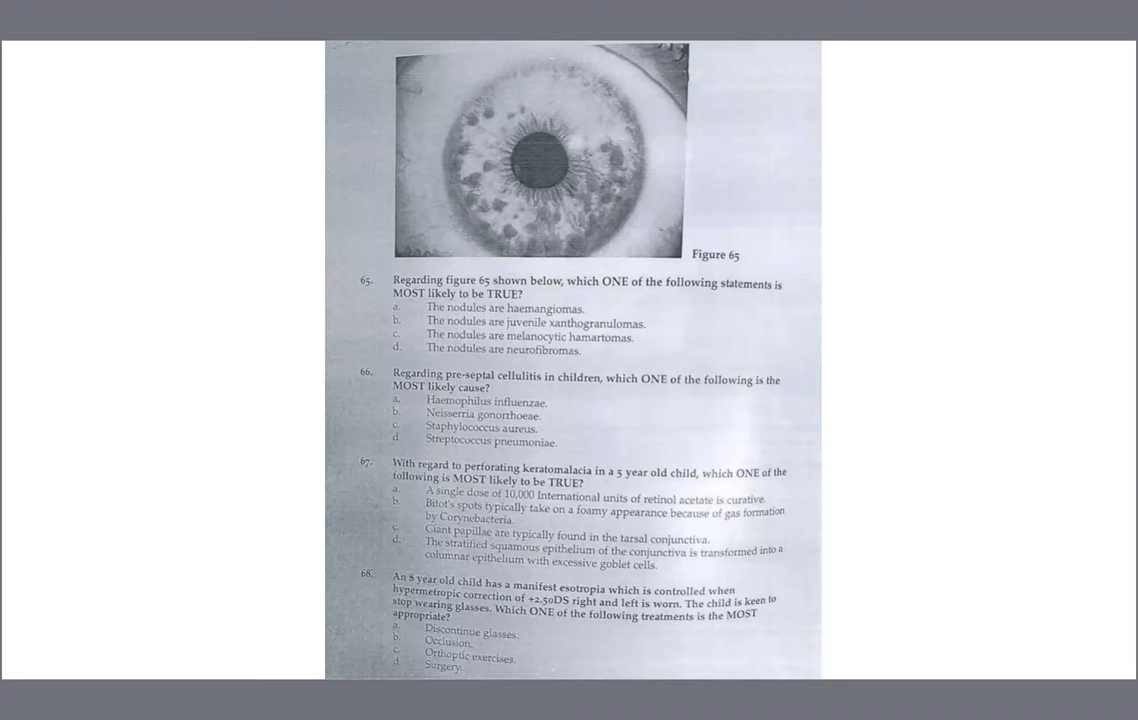 Figure 65
65. Regarding figure 65 shown below, which ONE of the following statements is
MOST likely to be TRUE?
a. The nodules are haemangiomas.
b. The nodules are juvenile xanthogranulomas.
c. The nodules are melanocytic hamartomas.
d. The nodules are neurofibromas.
66. Regarding pre-septal cellulitis in children, which ONE of the following is the
MOST likely cause?
a. Haemophilus influenzae.
b. Neisserria gonorrhoeae.
c. Staphylococcus aureus.
d. Streptococcus pneumoniae.
67. With regard to perforating keratomalacia in a 5 year old child, which ONE of the
following is MOST likely to be TRUE?
a. A single dose of 10,000 International units of retinol acetate is curative.
b. Bitot's spots typically take on a foamy appearance because of gas formation
by Corynebacteria.
c. Giant papillae are typically found in the tarsal conjunctiva.
d. The stratified squamous epithelium of the conjunctiva is transformed into a
columnar epithelium with excessive goblet cells.
68. An 8 year old child has a manifest esotropia which is controlled when
hypermetropic correction of +2.50DS right and left is worn. The child is keen to
stop wearing glasses. Which ONE of the following treatments is the MOST
appropriate?
a. Discontinue glasses.
b. Occlusion.
c. Orthoptic exercises.
d. Surgery.